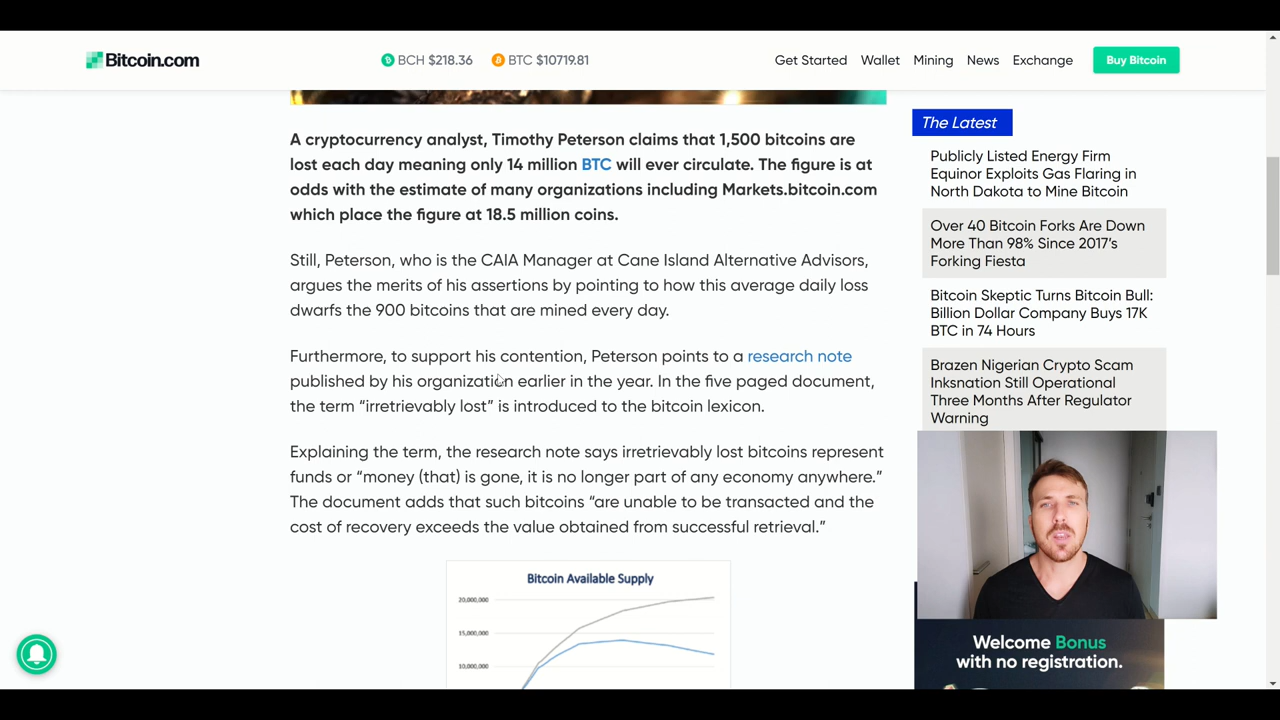 Bitcoin.com
BCH $218.36
BTC $10719.81
Get Started
Wallet
Mining
News
Exchange
Buy Bitcoin
A cryptocurrency analyst, Timothy Peterson claims that 1,500 bitcoins are
lost each day meaning only 14 million BTC will ever circulate. The figure is at
odds with the estimate of many organizations including Markets.bitcoin.com
which place the figure at 18.5 million coins.
Still, Peterson, who is the CAIA Manager at Cane Island Alternative Advisors,
argues the merits of his assertions by pointing to how this average daily loss
dwarfs the 900 bitcoins that are mined every day.
Furthermore, to support his contention, Peterson points to a research note
published by his organization earlier in the year. In the five paged document,
the term “irretrievably lost” is introduced to the bitcoin lexicon.
Explaining the term, the research note says irretrievably lost bitcoins represent
funds or “money (that) is gone, it is no longer part of any economy anywhere.”
The document adds that such bitcoins “are unable to be transacted and the
cost of recovery exceeds the value obtained from successful retrieval.”
Bitcoin Available Supply
20,000,000
15,000,000
10,000,000
The Latest
Publicly Listed Energy Firm
Equinor Exploits Gas Flaring in
North Dakota to Mine Bitcoin
Over 40 Bitcoin Forks Are Down
More Than 98% Since 2017’s
Forking Fiesta
Bitcoin Skeptic Turns Bitcoin Bull:
Billion Dollar Company Buys 17K
BTC in 74 Hours
Brazen Nigerian Crypto Scam
Inksnation Still Operational
Three Months After Regulator
Warning
Welcome Bonus
with no registration.